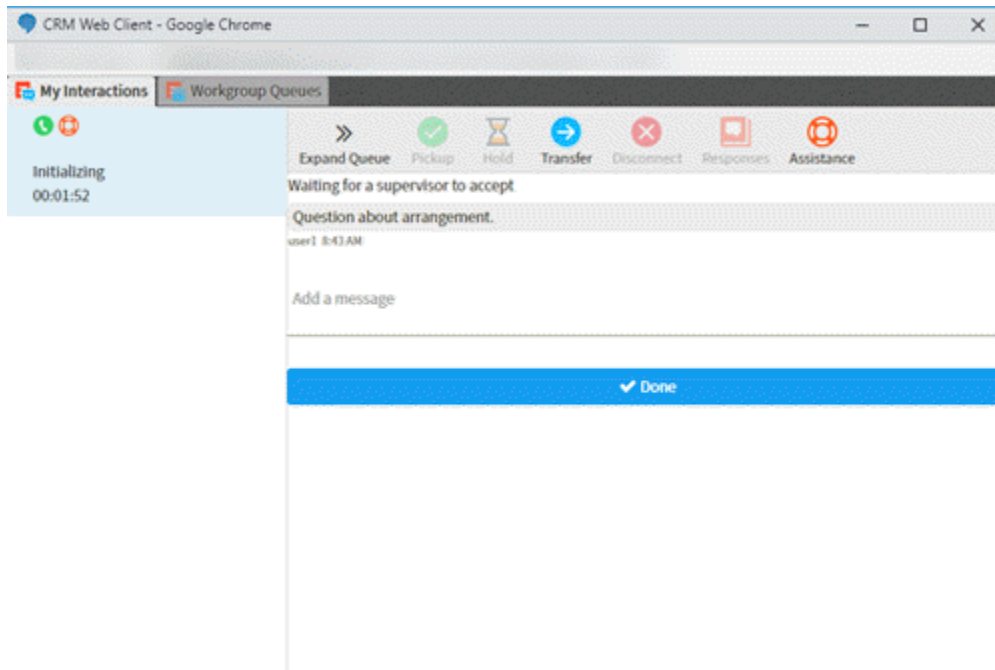 CRM Web Client - Google Chrome
My Interactions Workgroup Queues
Expand Queue Pickup Hold Transfer Disconnect Responses Assistance
Initializing
00:01:52
Waiting for a supervisor to accept
Question about arrangement.
user1 8:43 AM
Add a message
Done